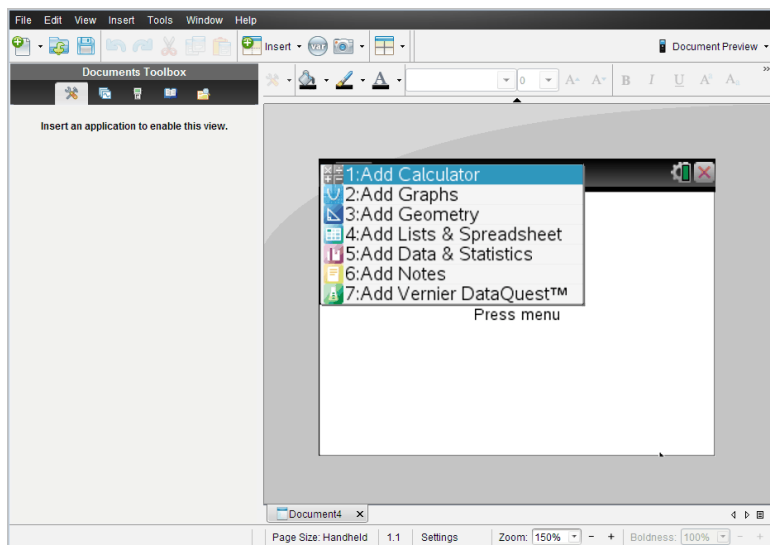 File Edit View Insert Tools Window Help
Insert var Document Preview
Documents Toolbox
0 A A B I U A A
Insert an application to enable this view.
1:Add Calculator
2:Add Graphs
3:Add Geometry
4:Add Lists & Spreadsheet
5:Add Data & Statistics
6:Add Notes
7:Add Vernier DataQuest™
Press menu
Document4
Page Size: Handheld 1.1 Settings Zoom: 150% - + Boldness: 100% - +